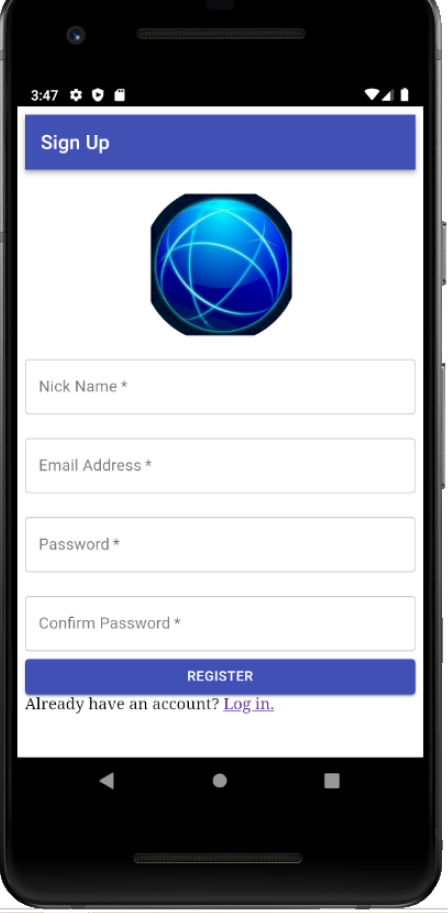 3:47
Sign Up
Nick Name *
Email Address *
Password *
Confirm Password *
REGISTER
Already have an account? Log in.